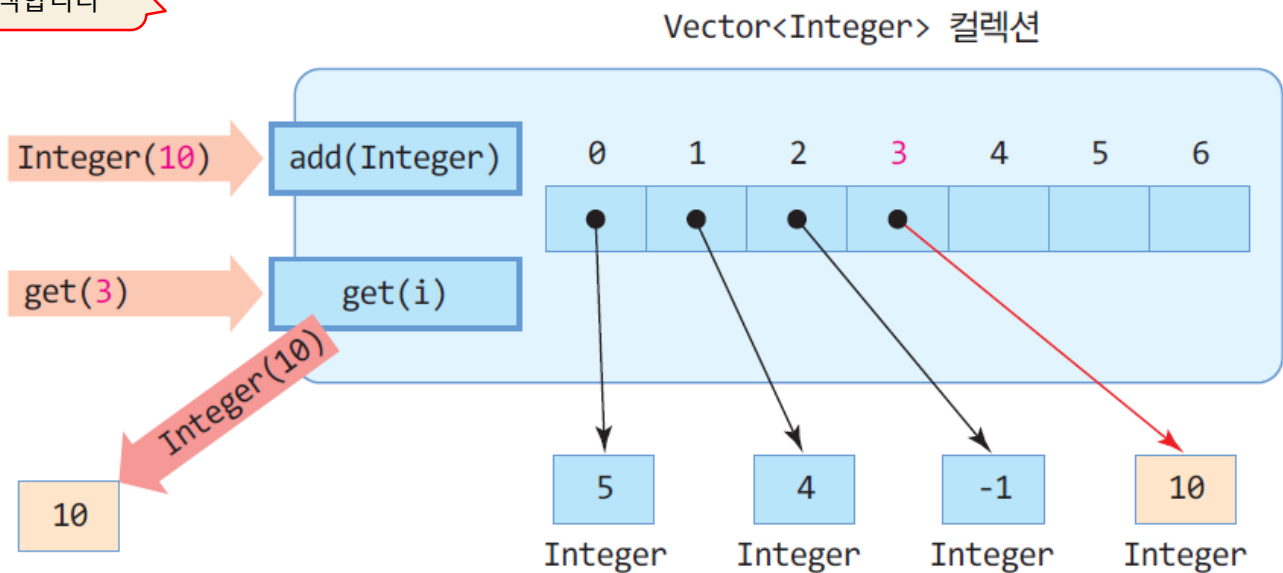 Vector<Integer> 컬렉션
Integer(10)
add(Integer)
0 1 2 3 4 5 6
get(3)
get(i)
Integer(10)
10
5 4 -1 10
Integer Integer Integer Integer